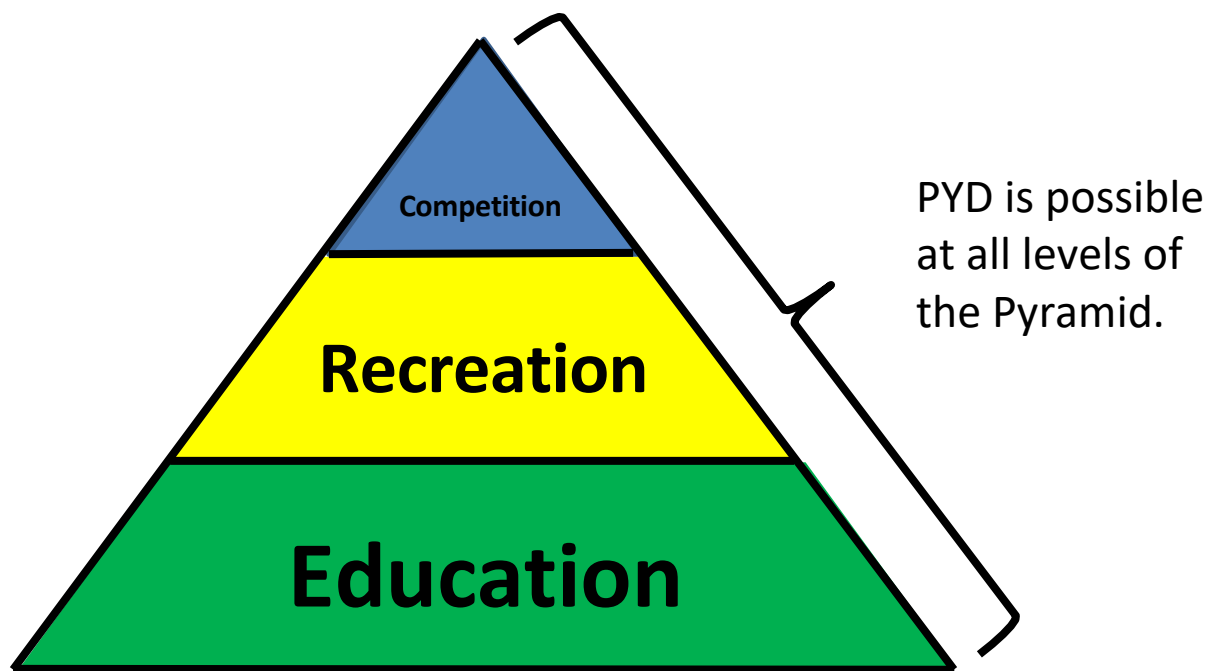 Competition
Recreation
Education
PYD is possible
at all levels of
the Pyramid.